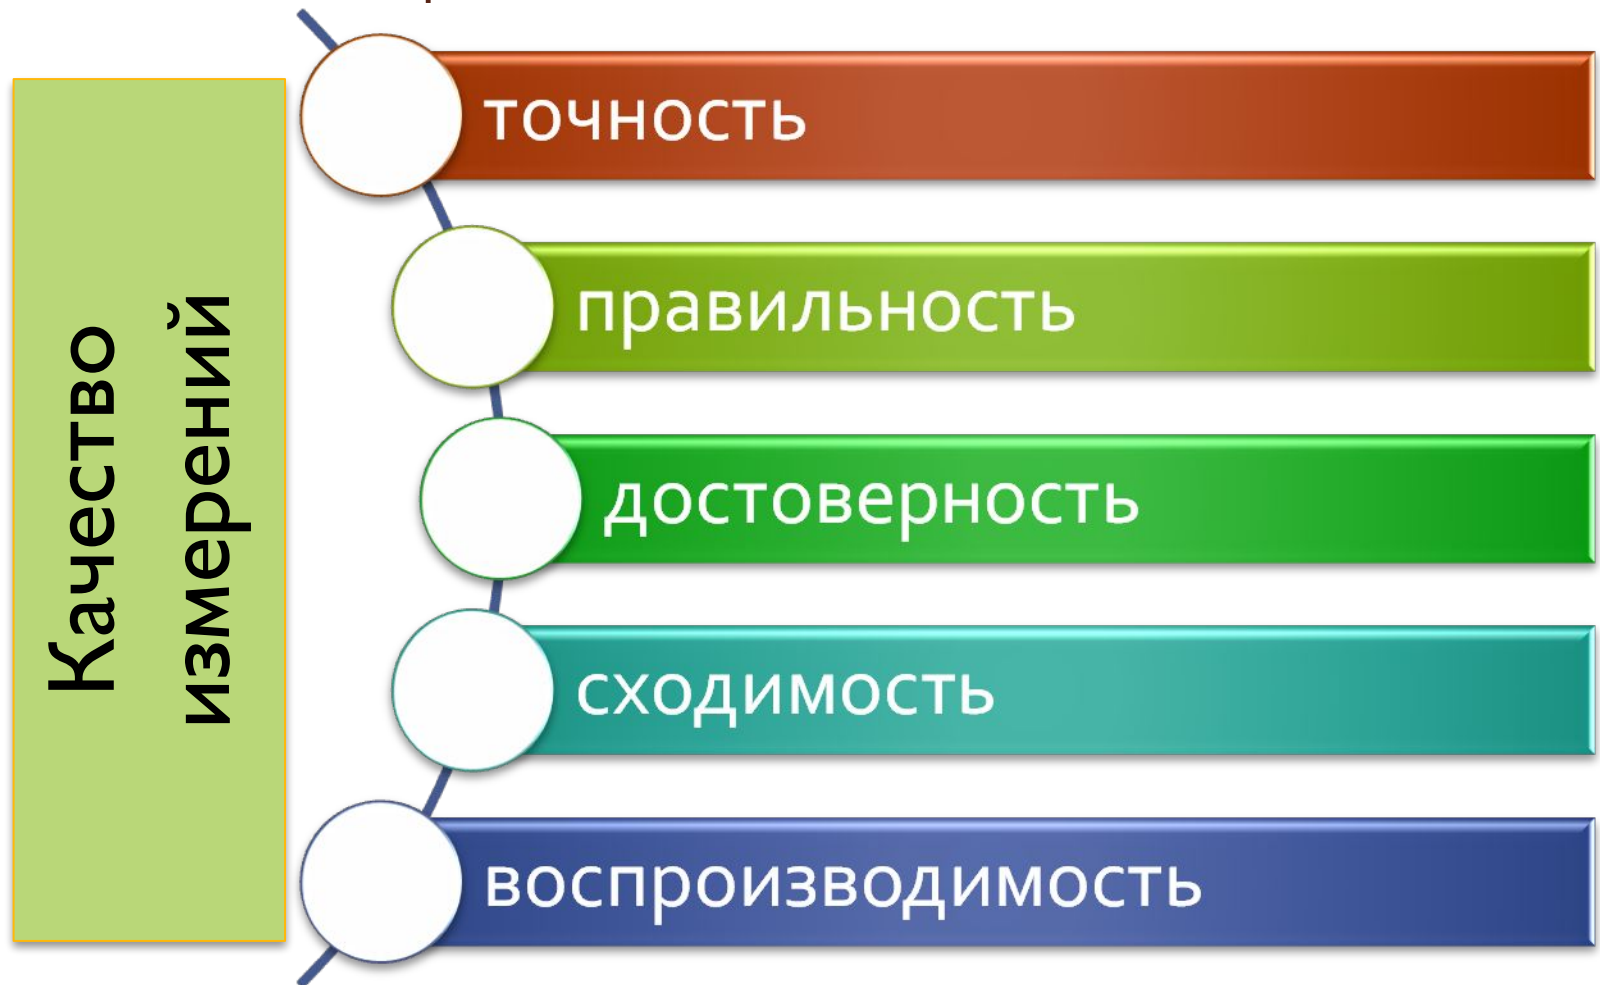 Качество
измерений
точность
правильность
достоверность
сходимость
воспроизводимость